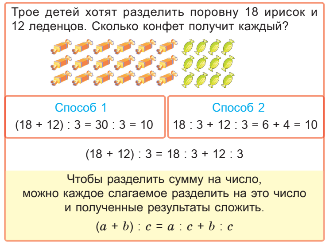 Трое детей хотят разделить поровну 18 ирисок и
12 леденцов. Сколько конфет получит каждый?
Способ 1
(18 + 12) : 3 = 30 : 3 = 10
Способ 2
18 : 3 + 12 : 3 = 6 + 4 = 10
(18 + 12) : 3 = 18 : 3 + 12 : 3
Чтобы разделить сумму на число,
можно каждое слагаемое разделить на это число
и полученные результаты сложить.
(a + b) : c = a : c + b : c